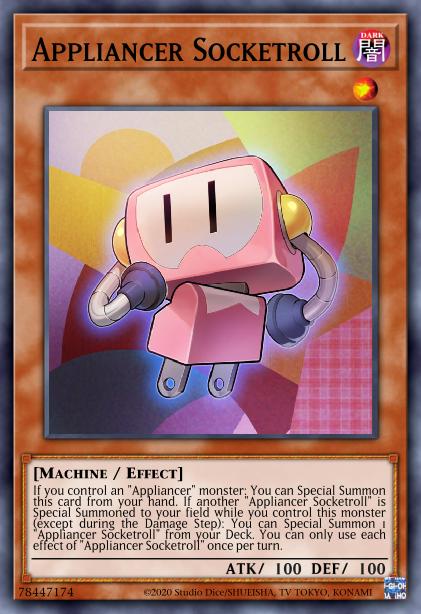 APPLIANCER SOCKETROLL
DARK
闇
[MACHINE / EFFECT]
If you control an "Appliancer" monster: You can Special Summon
this card from your hand. If another "Appliancer Socketroll" is
Special Summoned to your field while you control this monster
(except during the Damage Step): You can Special Summon 1
"Appliancer Socketroll" from your Deck. You can only use each
effect of "Appliancer Socketroll" once per turn.
ATK/ 100 DEF/ 100
78447174 ©2020 Studio Dice/SHUEISHA, TV TOKYO, KONAMI